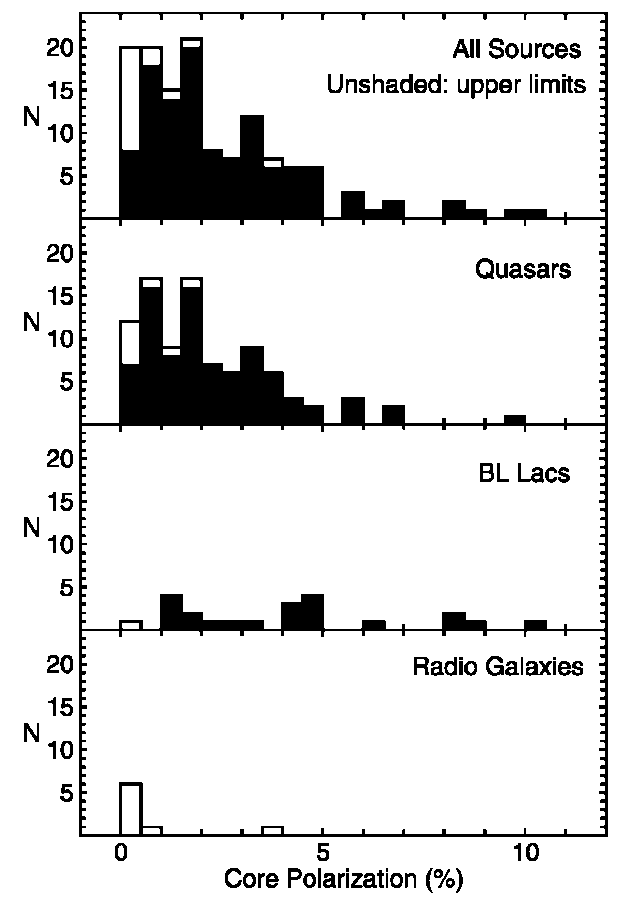 All Sources
Unshaded: upper limits
20
15
N
10
5
Quasars
20
15
N
10
5
BL Lacs
20
15
N
10
5
Radio Galaxies
20
15
N
10
5
0 5 10
Core Polarization (%)